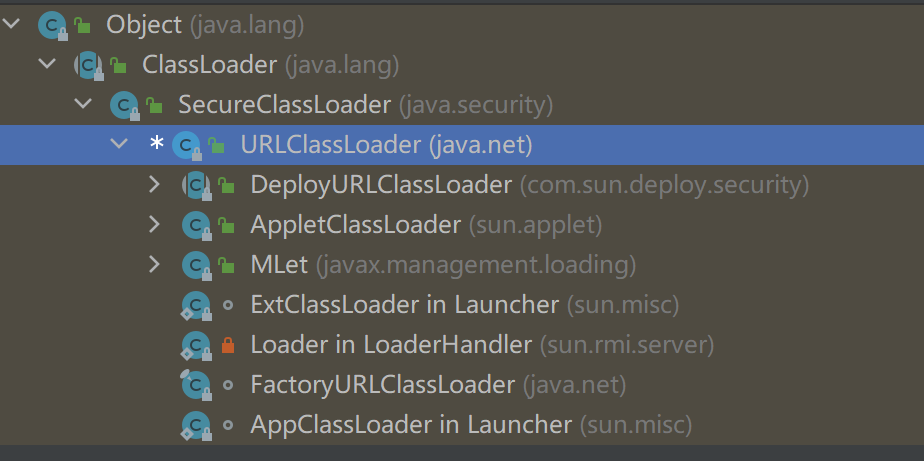 Object (java.lang)
ClassLoader (java.lang)
SecureClassLoader (java.security)
* URLClassLoader (java.net)
DeployURLClassLoader (com.sun.deploy.security)
AppletClassLoader (sun.applet)
MLet (javax.management.loading)
ExtClassLoader in Launcher (sun.misc)
Loader in LoaderHandler (sun.rmi.server)
FactoryURLClassLoader (java.net)
AppClassLoader in Launcher (sun.misc)